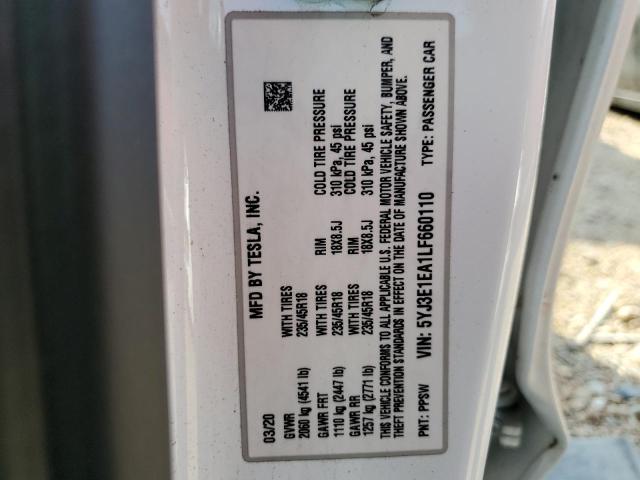 MFD BY TESLA, INC.
03/20
GVWR
2060 kg (4541 lb)
GAWR FRT WITH TIRES RIM COLD TIRE PRESSURE
1110 kg (2447 lb) 235/45R18 18X8.5J 310 kPa, 45 psi
GAWR RR WITH TIRES RIM COLD TIRE PRESSURE
1257 kg (2771 lb) 235/45R18 18X8.5J 310 kPa, 45 psi
THIS VEHICLE CONFORMS TO ALL APPLICABLE U.S. FEDERAL MOTOR VEHICLE SAFETY, BUMPER, AND
THEFT PREVENTION STANDARDS IN EFFECT ON THE DATE OF MANUFACTURE SHOWN ABOVE.
PNT: PPSW VIN: 5YJ3E1EA1LF660110 TYPE: PASSENGER CAR